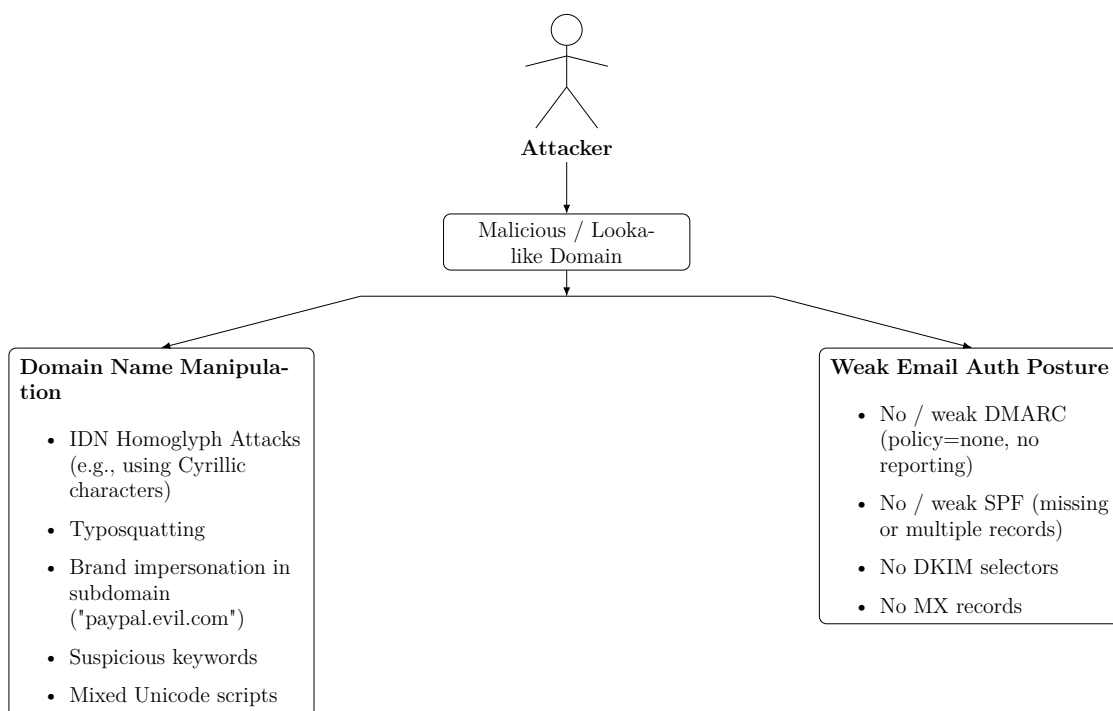 Attacker
Malicious / Looka-
like Domain
Domain Name Manipula-
tion
• IDN Homoglyph Attacks
(e.g., using Cyrillic
characters)
• Typosquatting
• Brand impersonation in
subdomain
("paypal.evil.com")
• Suspicious keywords
• Mixed Unicode scripts
Weak Email Auth Posture
• No / weak DMARC
(policy=none, no
reporting)
• No / weak SPF (missing
or multiple records)
• No DKIM selectors
• No MX records